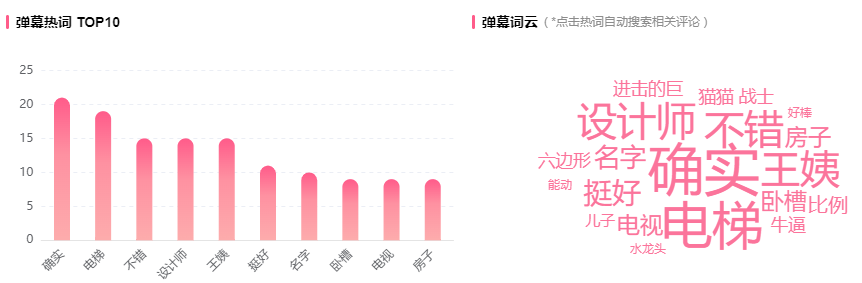 弹幕热词 TOP10
弹幕词云（*点击热词自动搜索相关评论）
25
20
15
10
5
0
确实
电梯
不错
设计师
王姨
挺好
名字
卧槽
电视
房子
进击的巨
猫猫
战士
好棒
设计师
不错
房子
六边形
名字
确实
王姨
能动
挺好
卧槽
比例
儿子
电视
电梯
牛逼
水龙头